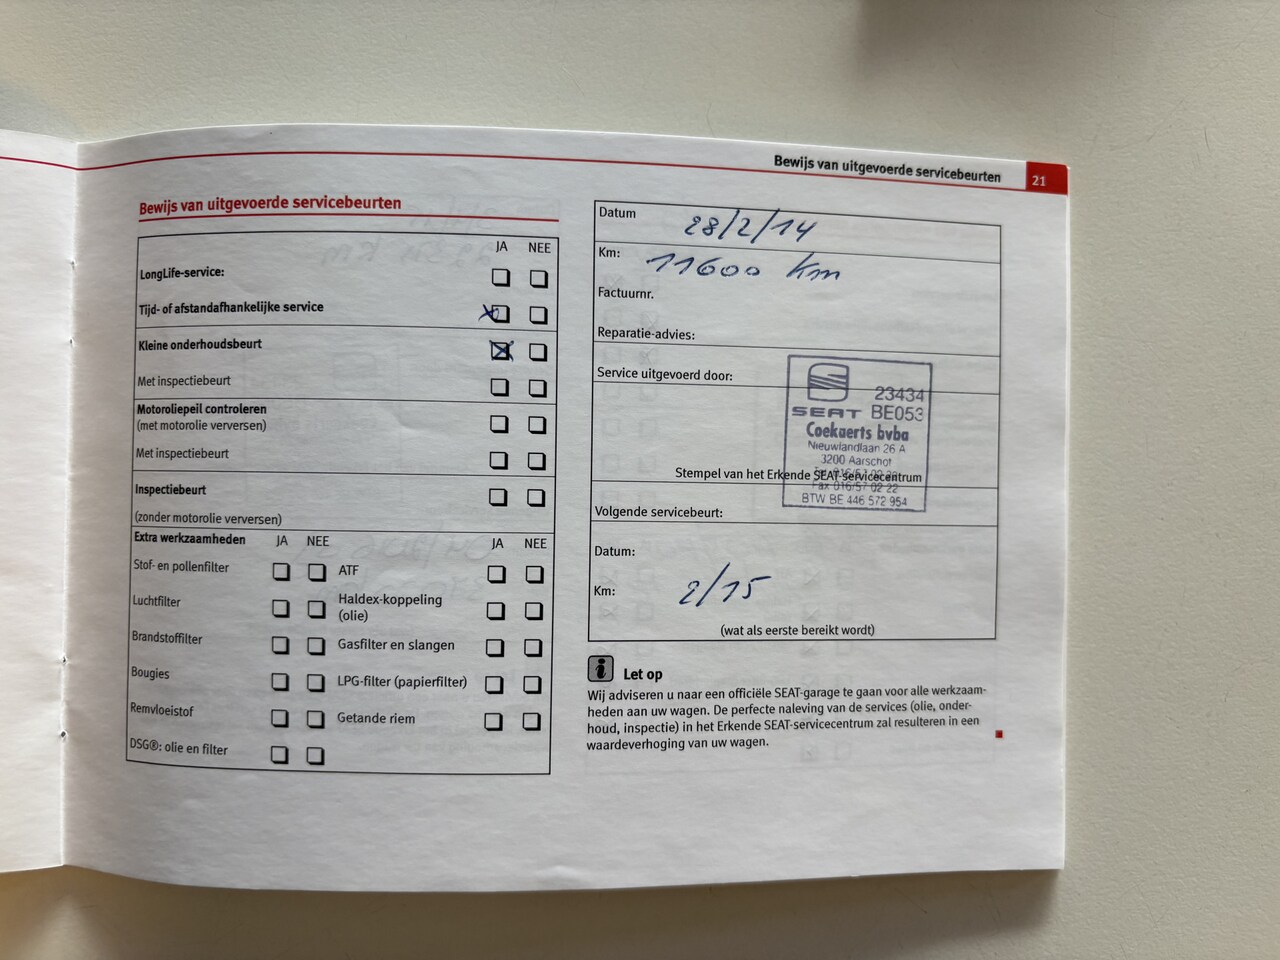 Bewijs van uitgevoerde servicebeurten 21
Bewijs van uitgevoerde servicebeurten
JA NEE
LongLife-service:
Tijd- of afstandafhankelijke service
Kleine onderhoudsbeurt
Met inspectiebeurt
Motoroliepeil controleren
(met motorolie verversen)
Met inspectiebeurt
Inspectiebeurt
(zonder motorolie verversen)
Extra werkzaamheden JA NEE JA NEE
Stof- en pollenfilter ATF
Luchtfilter Haldex-koppeling
(olie)
Brandstoffilter Gasfilter en slangen
Bougies LPG-filter (papierfilter)
Remvloeistof Getande riem
DSG®: olie en filter
Datum 28/2/14
Km: 11600 km
Factuurnr.
Reparatie-advies:
Service uitgevoerd door:
23434
SEAT BE053
Coekaerts bvba
Nieuwlandlaan 26 A
3200 Aarschot
Stempel van het Erkende SEAT-servicecentrum
Fax 016/57 02 22
BTW BE 446 572 954
Volgende servicebeurt:
Datum:
Km: 2/15
(wat als eerste bereikt wordt)
i Let op
Wij adviseren u naar een officiële SEAT-garage te gaan voor alle werkzaam-
heden aan uw wagen. De perfecte naleving van de services (olie, onder-
houd, inspectie) in het Erkende SEAT-servicecentrum zal resulteren in een
waardeverhoging van uw wagen.